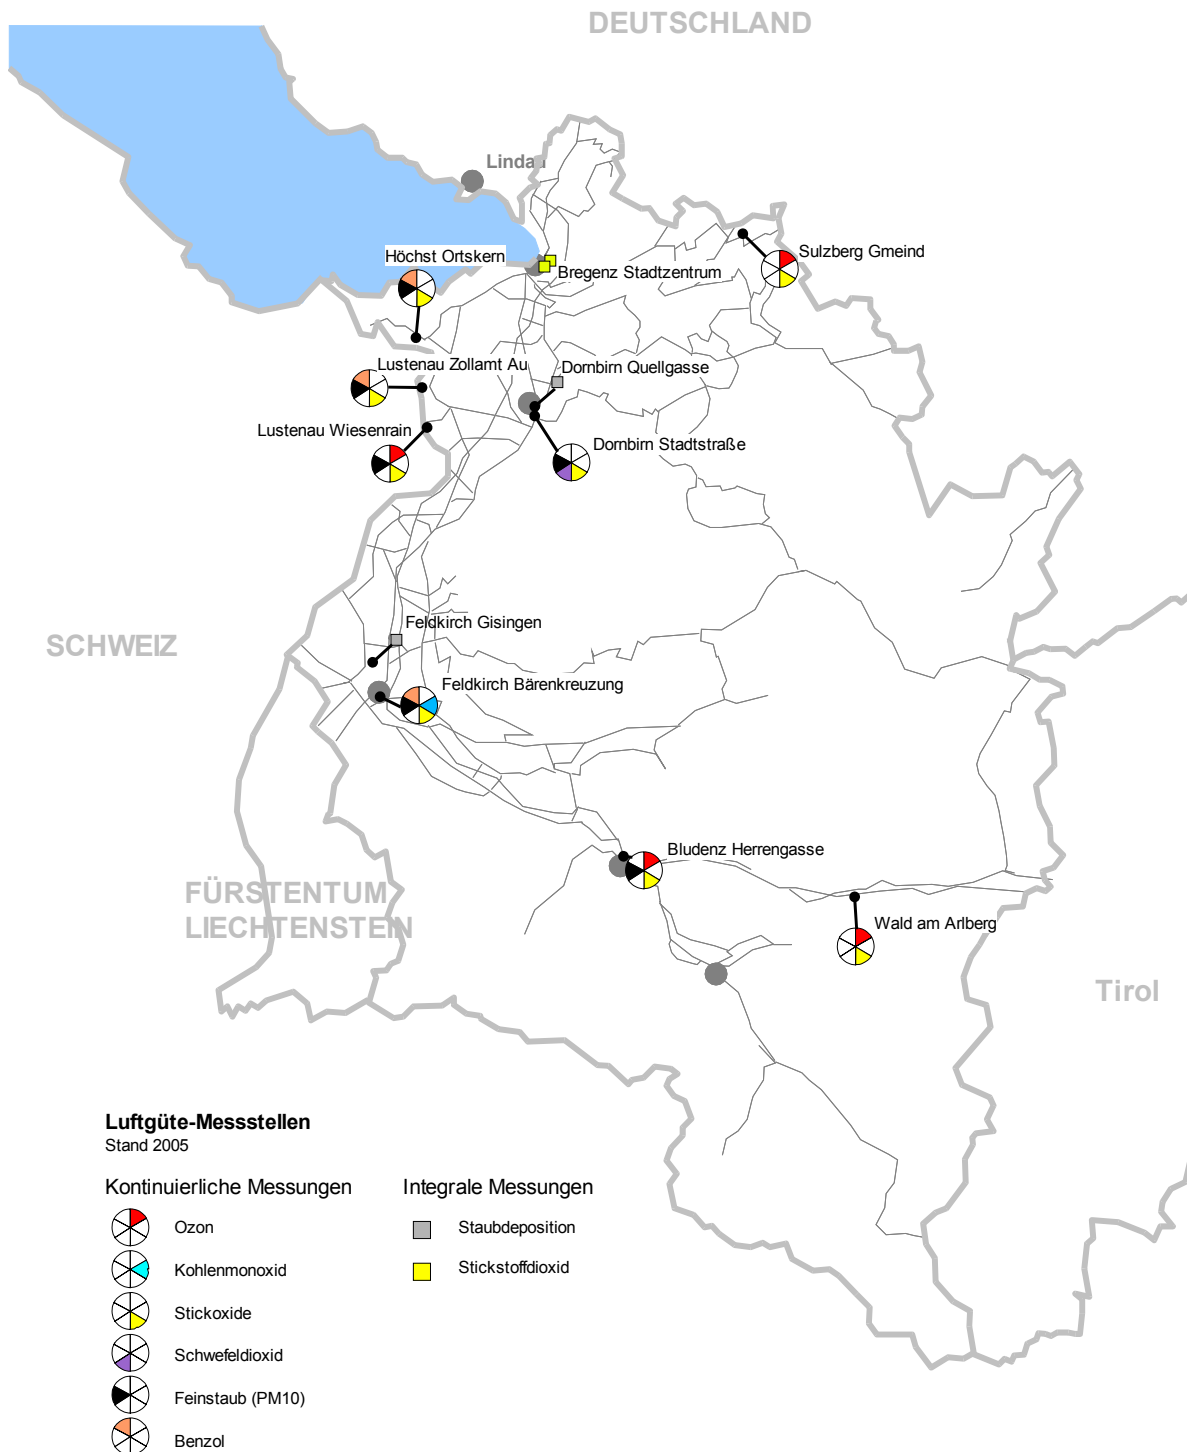 DEUTSCHLAND
Lindau
Höchst Ortskern
Sulzberg Gmeind
Bregenz Stadtzentrum
Lustenau Zollamt Au
Dornbirn Quellgasse
Lustenau Wiesenrain
Dornbirn Stadtstraße
Feldkirch Gisingen
SCHWEIZ
Feldkirch Bärenkreuzung
Bludenz Herrengasse
FÜRSTENTUM
LIECHTENSTEIN
Wald am Arlberg
Tirol
Luftgüte-Messstellen
Stand 2005
Kontinuierliche Messungen
Integrale Messungen
Ozon
Staubdeposition
Kohlenmonoxid
Stickstoffdioxid
Stickoxide
Schwefeldioxid
Feinstaub (PM10)
Benzol